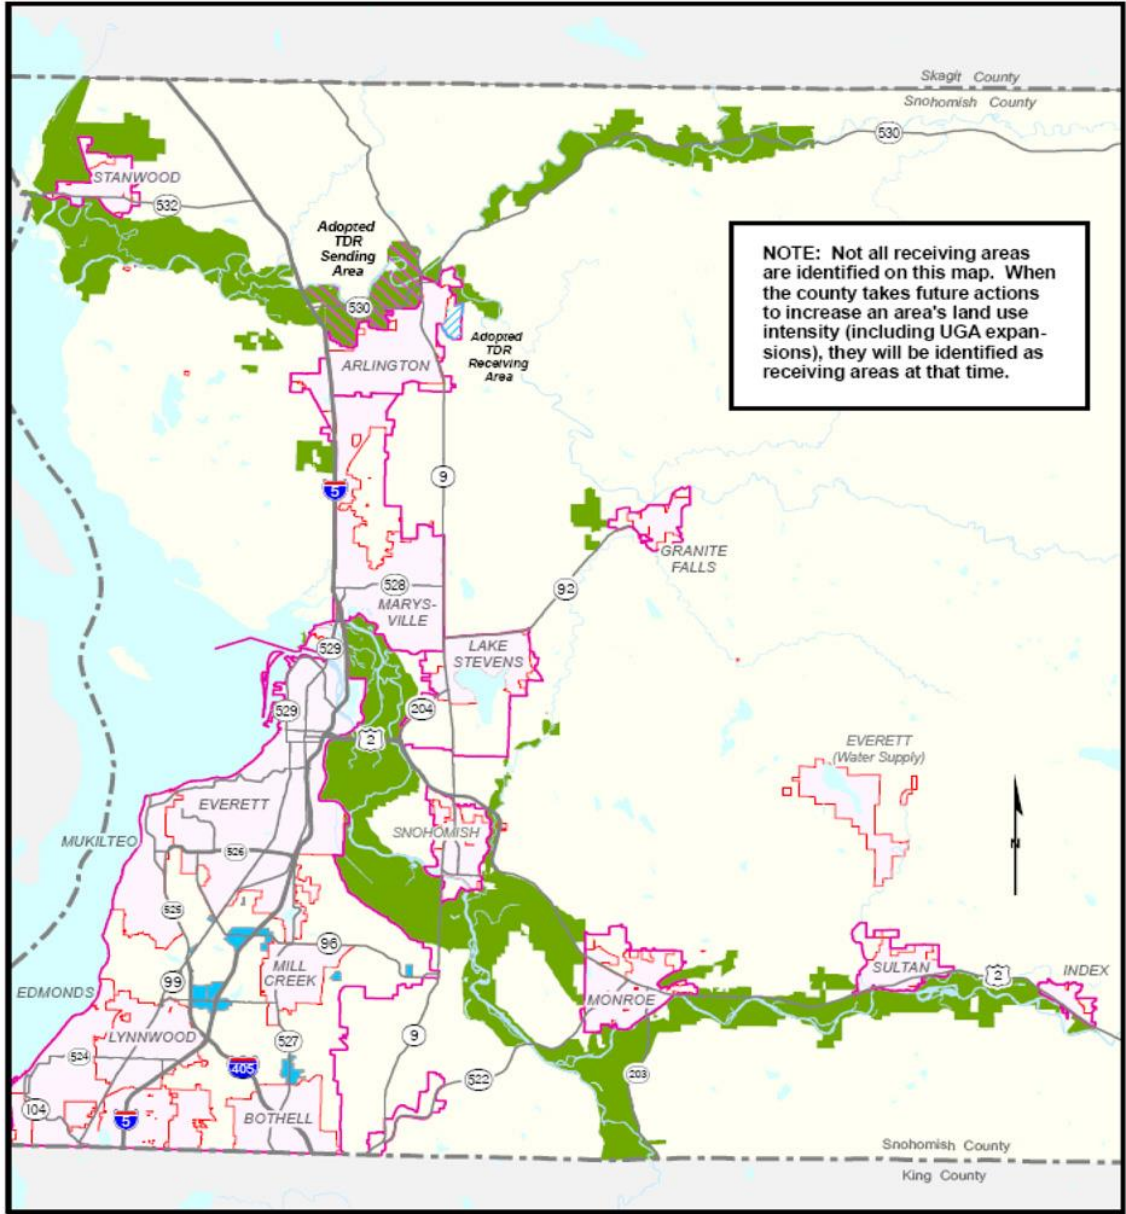 Skagit County
Snohomish County
530
STANWOOD
532
Adopted
TDR
Sending
Area
530
Adopted
TDR
Receiving
Area
ARLINGTON
NOTE: Not all receiving areas
are identified on this map. When
the county takes future actions
to increase an area's land use
intensity (including UGA expan-
sions), they will be identified as
receiving areas at that time.
9
5
GRANITE
FALLS
92
528
MARYS-
VILLE
529
LAKE
STEVENS
529
204
2
EVERETT
(Water Supply)
EVERETT
SNOHOMISH
MUKILTEO
526
N
525
96
MILL
CREEK
99
SULTAN
2
INDEX
EDMONDS
MONROE
LYNNWOOD
9
527
524
405
522
203
104
5
BOTHELL
Snohomish County
King County